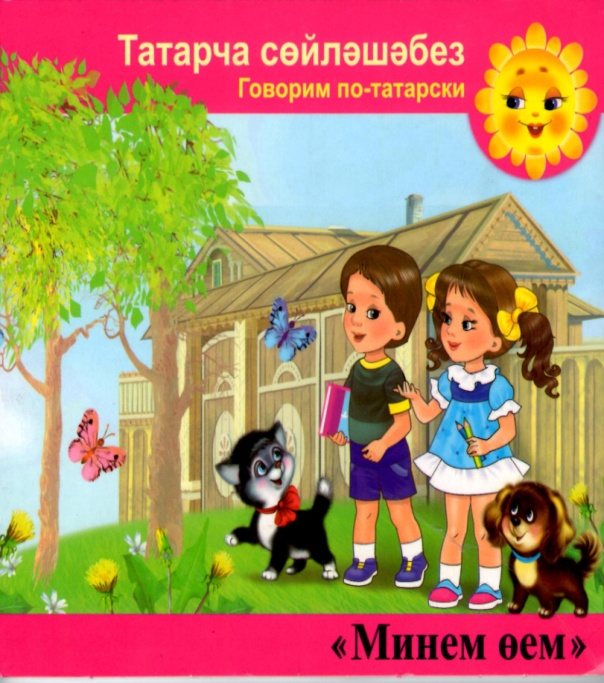 Татарча сөйләшәбез
Говорим по-татарски
«Минем өем»